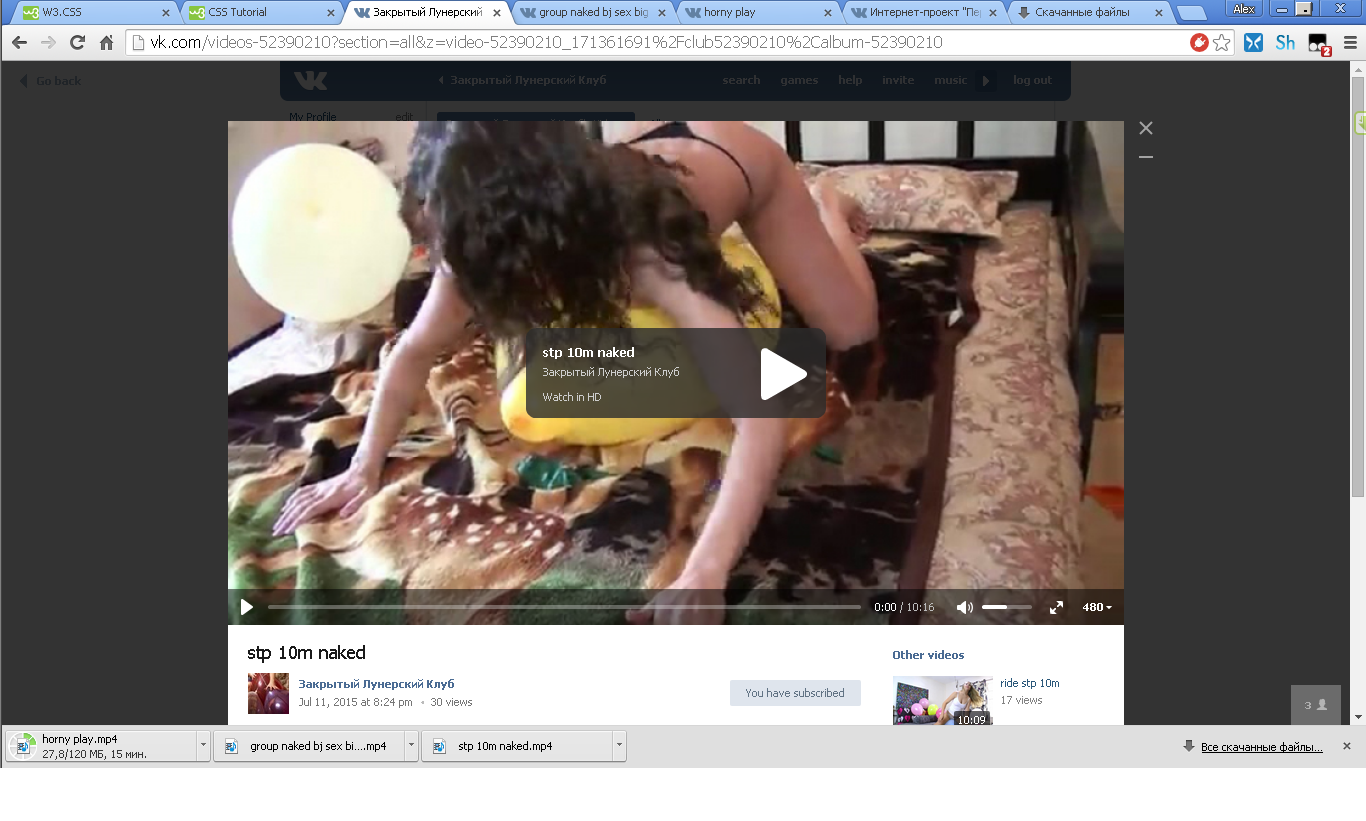 W3.CSS
CSS Tutorial
Закрытый Лунерский
group naked bj sex big
horny play
Интернет-проект "Пе
Скачанные файлы
Alex
vk.com/videos-52390210?section=all&z=video-52390210_171361691%2Fclub52390210%2Calbum-52390210
Sh
2
Go back
Закрытый Лунерский Клуб
search
games
help
invite
music
log out
My Profile
edit
stp 10m naked
Закрытый Лунерский Клуб
Watch in HD
0:00 / 10:16
480
stp 10m naked
Закрытый Лунерский Клуб
Jul 11, 2015 at 8:24 pm • 30 views
You have subscribed
Other videos
ride stp 10m
17 views
10:09
3
horny play.mp4
27,8/120 МБ, 15 мин.
group naked bj sex bi....mp4
stp 10m naked.mp4
Все скачанные файлы...